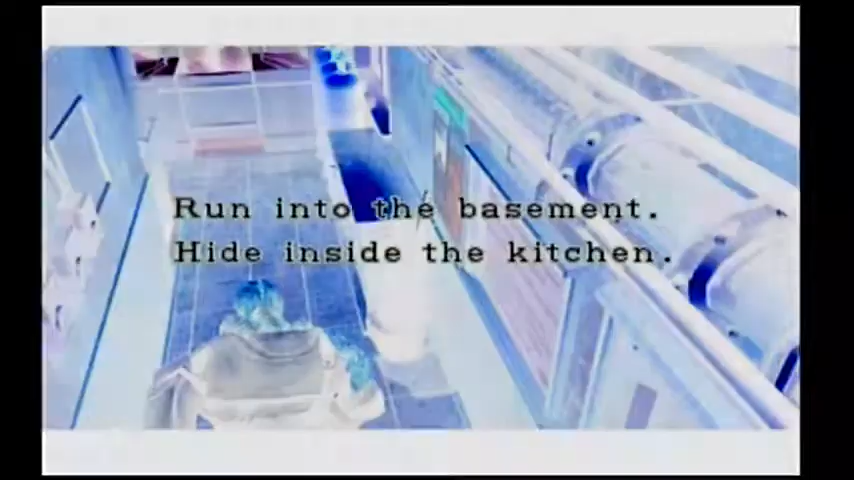 Run into the basement.
Hide inside the kitchen.